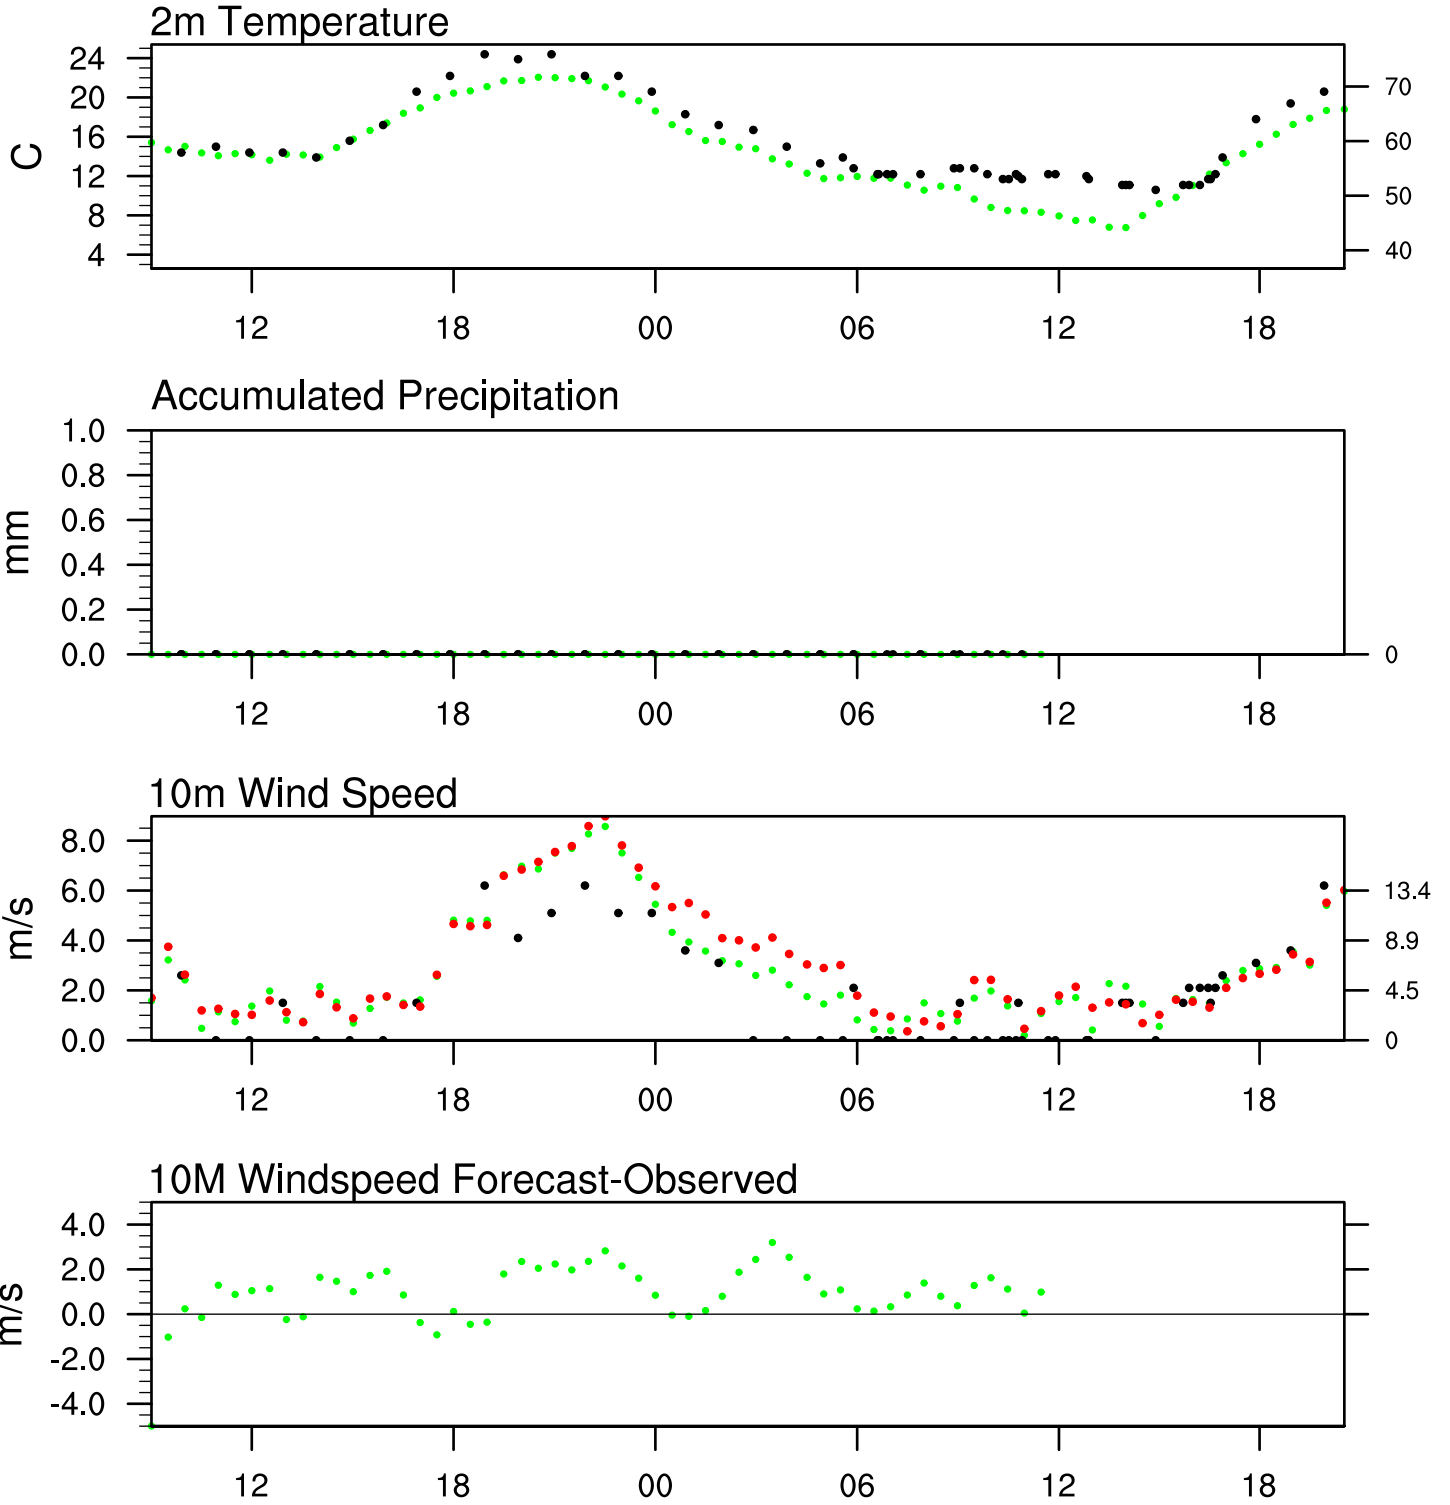 2m Temperature
24
20
16
12
8
4
C
70
60
50
40
12 18 00 06 12 18
Accumulated Precipitation
1.0
0.8
0.6
0.4
0.2
0.0
mm
0
12 18 00 06 12 18
10m Wind Speed
8.0
6.0
4.0
2.0
0.0
m/s
13.4
8.9
4.5
0
12 18 00 06 12 18
10M Windspeed Forecast-Observed
4.0
2.0
0.0
-2.0
-4.0
m/s
12 18 00 06 12 18